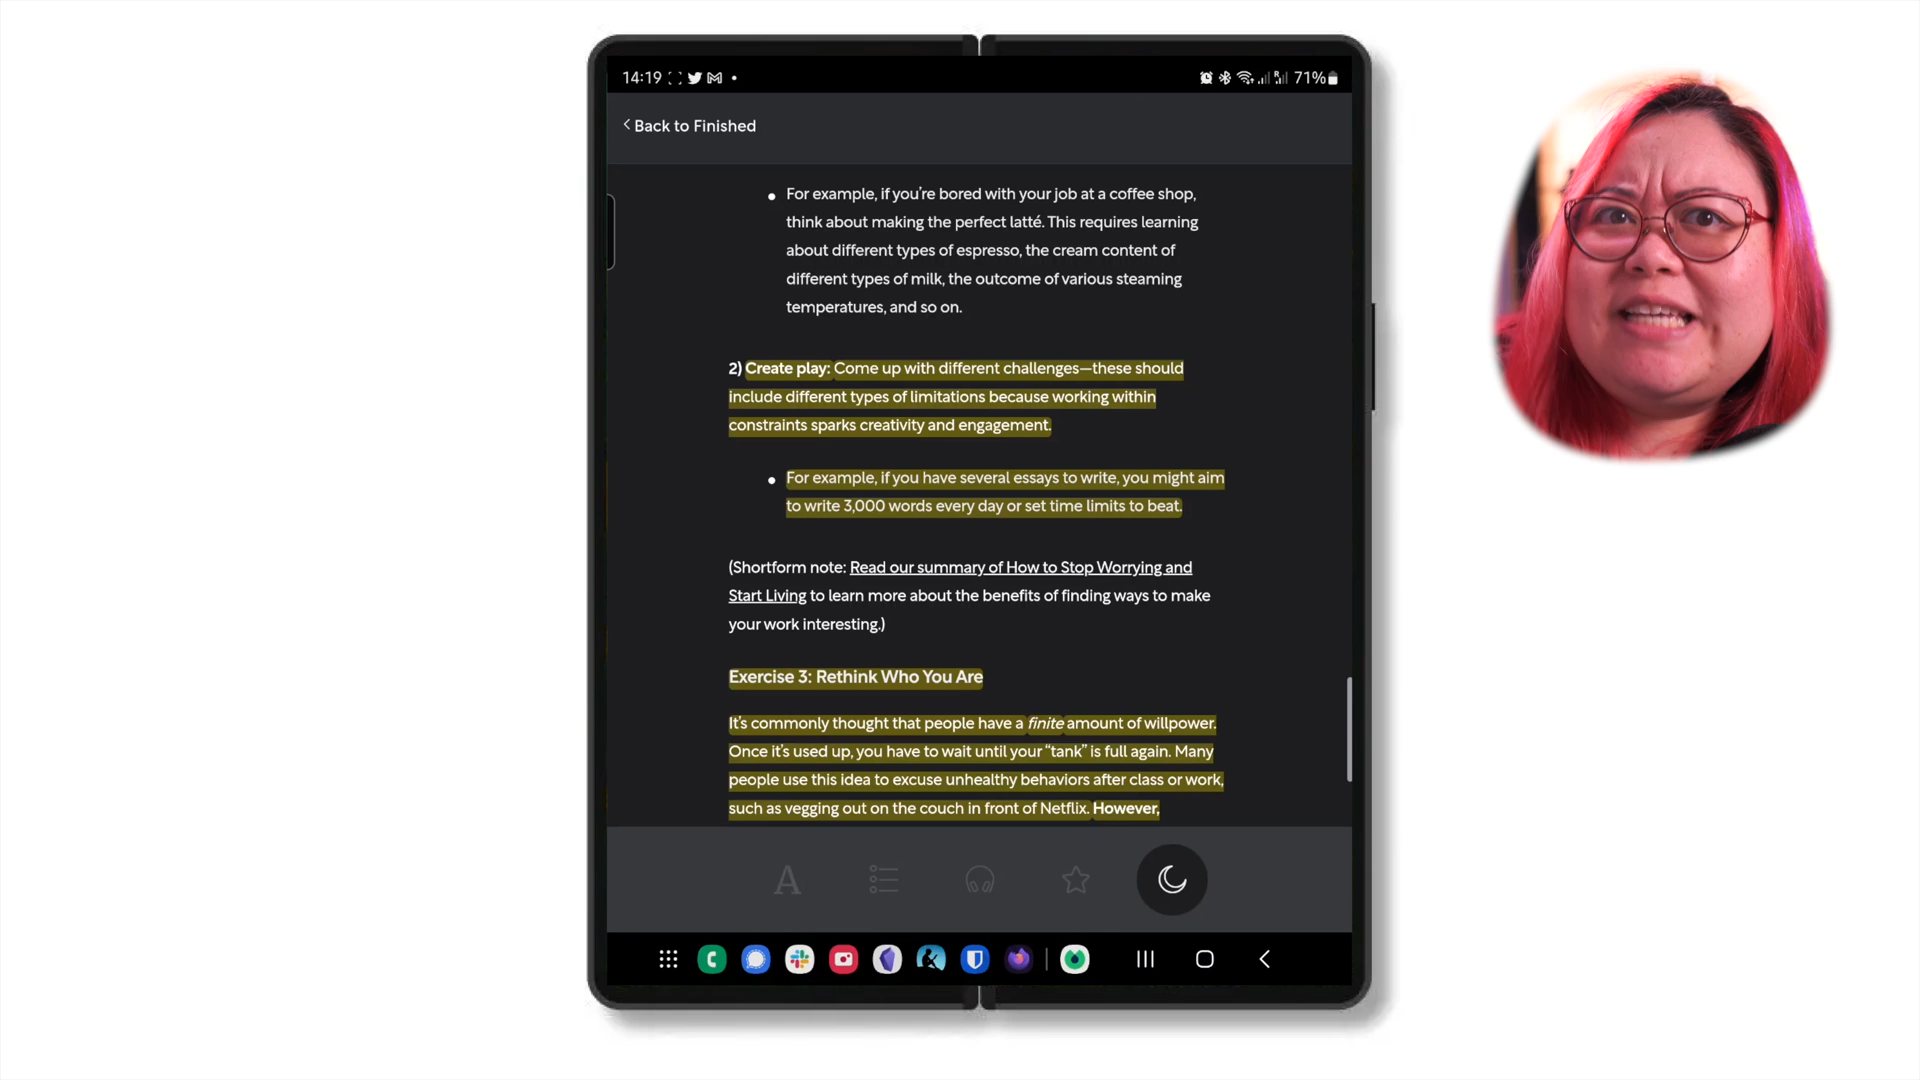 14:19
71%
Back to Finished
For example, if you're bored with your job at a coffee shop,
think about making the perfect latté. This requires learning
about different types of espresso, the cream content of
different types of milk, the outcome of various steaming
temperatures, and so on.
2) Create play: Come up with different challenges—these should
include different types of limitations because working within
constraints sparks creativity and engagement.
For example, if you have several essays to write, you might aim
to write 3,000 words every day or set time limits to beat.
(Shortform note: Read our summary of How to Stop Worrying and
Start Living to learn more about the benefits of finding ways to make
your work interesting.)
Exercise 3: Rethink Who You Are
It's commonly thought that people have a finite amount of willpower.
Once it's used up, you have to wait until your “tank” is full again. Many
people use this idea to excuse unhealthy behaviors after class or work,
such as vegging out on the couch in front of Netflix. However,
A